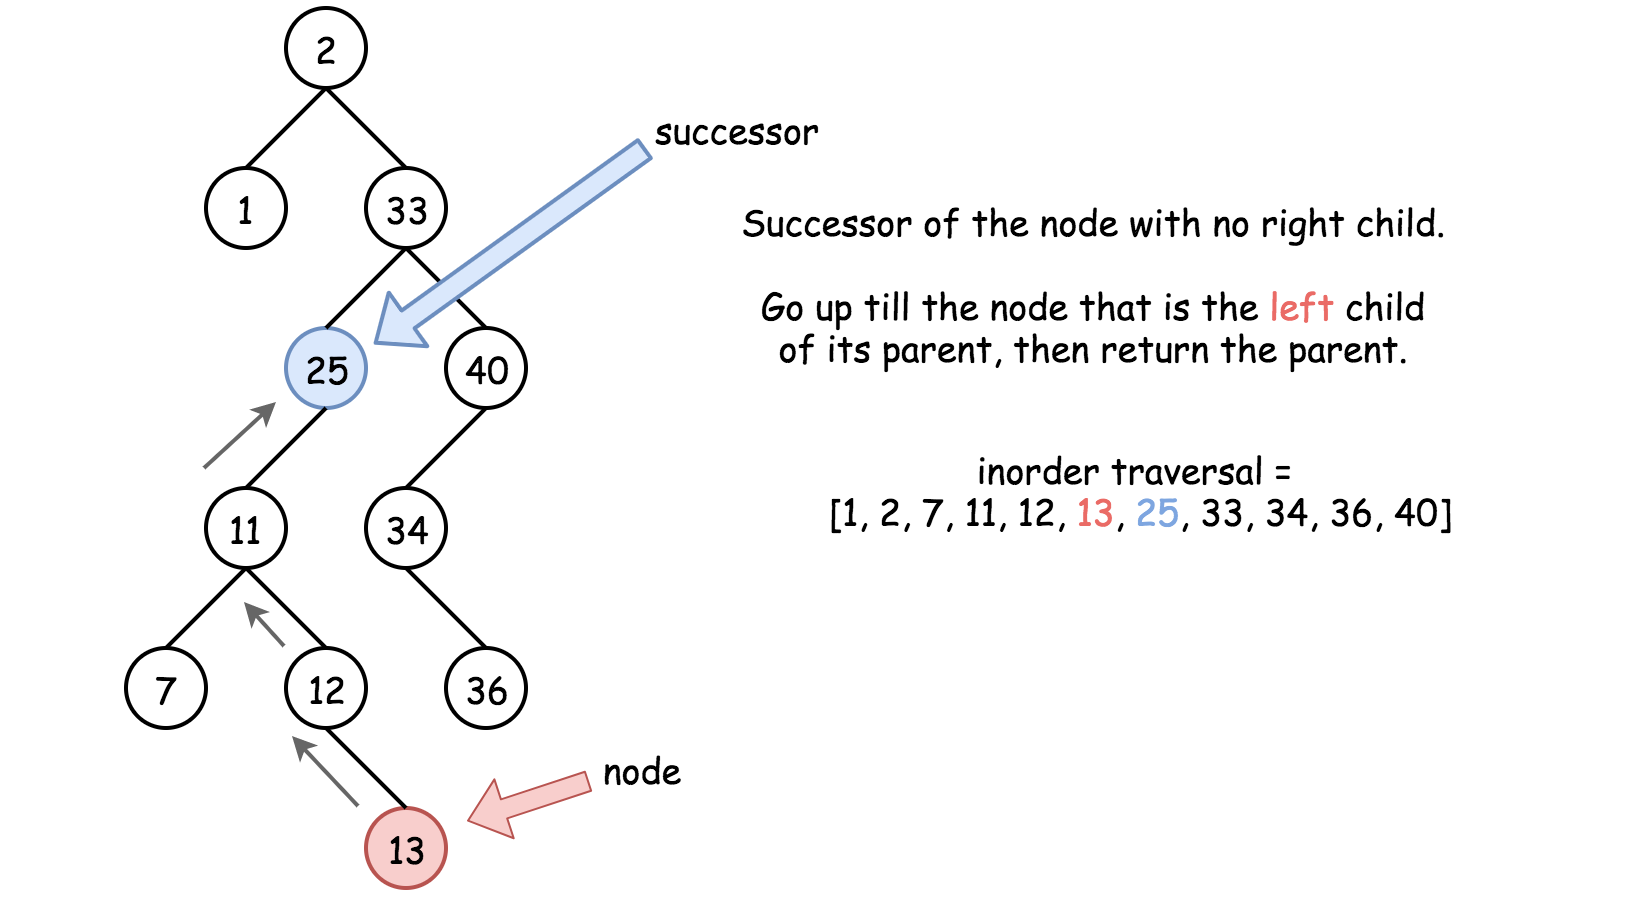 2
successor
1
33
Successor of the node with no right child.
Go up till the node that is the left child
of its parent, then return the parent.
25
40
inorder traversal =
[1, 2, 7, 11, 12, 13, 25, 33, 34, 36, 40]
11
34
7
12
36
node
13